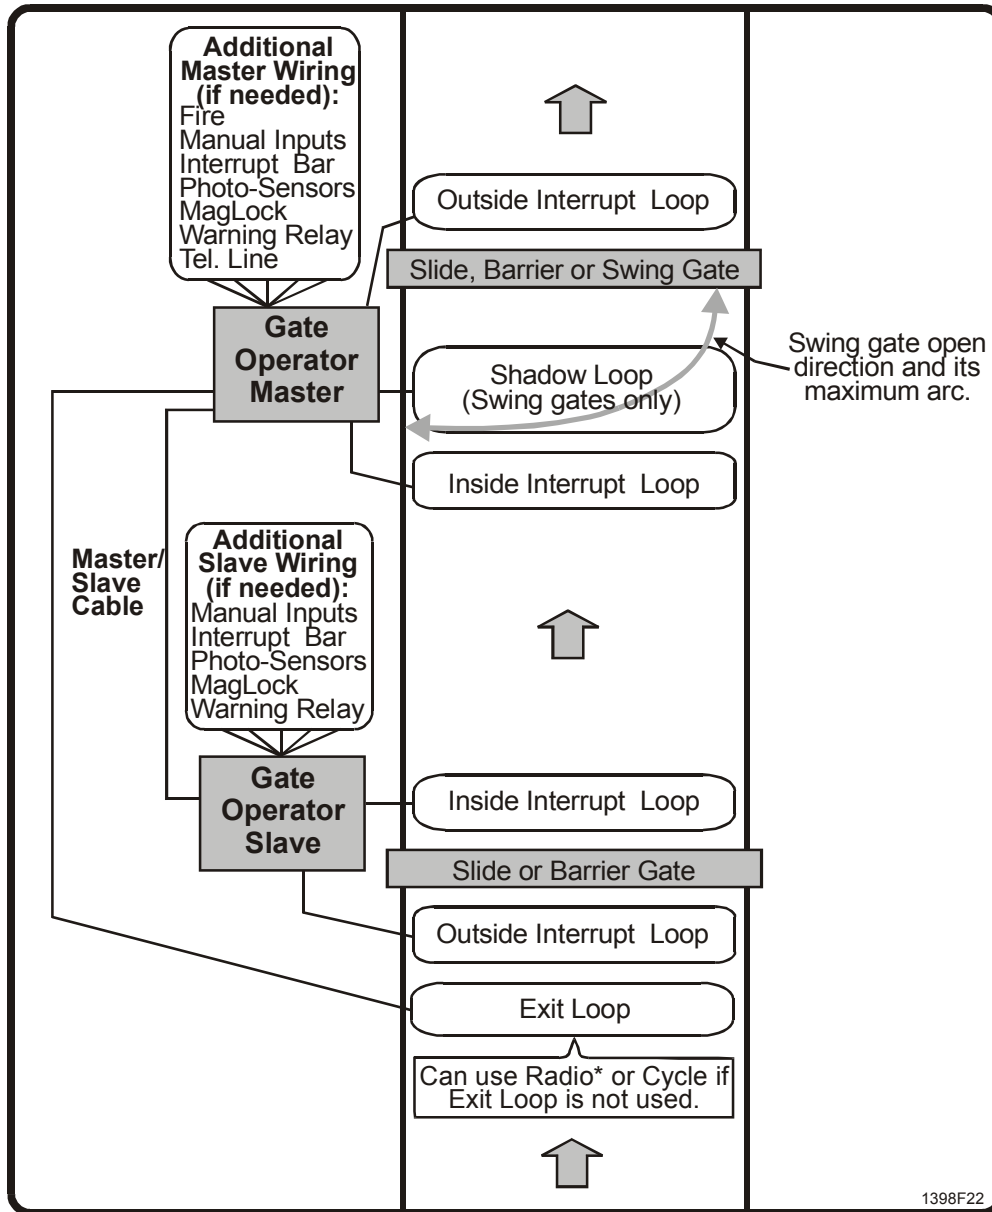 Additional
Master Wiring
(if needed):
Fire
Manual Inputs
Interrupt Bar
Photo-Sensors
MagLock
Warning Relay
Tel. Line
Outside Interrupt Loop
Slide, Barrier or Swing Gate
Gate
Operator
Master
Shadow Loop
(Swing gates only)
Swing gate open
direction and its
maximum arc.
Inside Interrupt Loop
Master/
Slave
Cable
Additional
Slave Wiring
(if needed):
Manual Inputs
Interrupt Bar
Photo-Sensors
MagLock
Warning Relay
Gate
Operator
Slave
Inside Interrupt Loop
Slide or Barrier Gate
Outside Interrupt Loop
Exit Loop
Can use Radio* or Cycle if
Exit Loop is not used.
1398F22